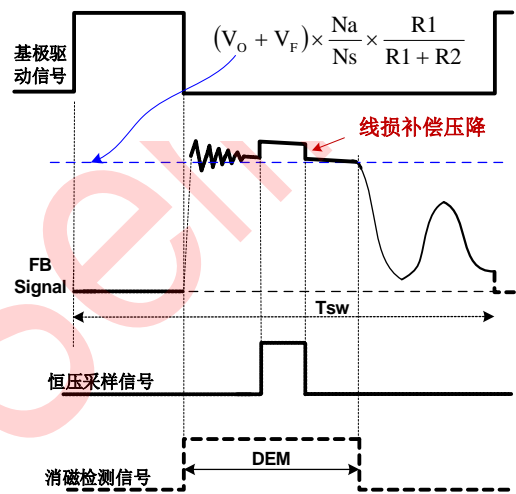 基极驱
动信号
(V_O + V_F) × Na/Ns × R1/(R1 + R2)
线损补偿压降
FB
Signal
Tsw
恒压采样信号
DEM
消磁检测信号